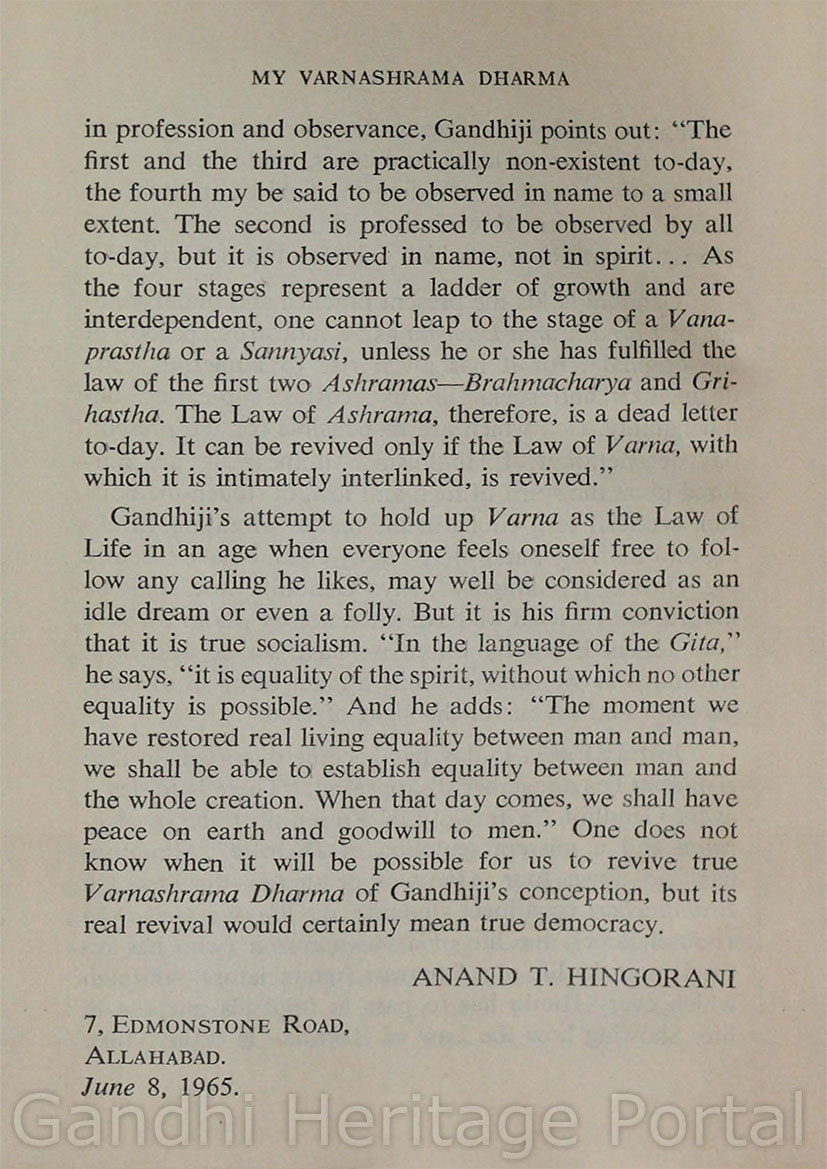 MY VARNASHRAMA DHARMA
in profession and observance, Gandhiji points out: “The
first and the third are practically non-existent to-day,
the fourth my be said to be observed in name to a small
extent. The second is professed to be observed by all
to-day, but it is observed in name, not in spirit... As
the four stages represent a ladder of growth and are
interdependent, one cannot leap to the stage of a Vana-
prastha or a Sannyasi, unless he or she has fulfilled the
law of the first two Ashramas—Brahmacharya and Gri-
hastha. The Law of Ashrama, therefore, is a dead letter
to-day. It can be revived only if the Law of Varna, with
which it is intimately interlinked, is revived.”
Gandhiji’s attempt to hold up Varna as the Law of
Life in an age when everyone feels oneself free to fol-
low any calling he likes, may well be considered as an
idle dream or even a folly. But it is his firm conviction
that it is true socialism. “In the language of the Gita,”
he says, “it is equality of the spirit, without which no other
equality is possible.” And he adds: “The moment we
have restored real living equality between man and man,
we shall be able to establish equality between man and
the whole creation. When that day comes, we shall have
peace on earth and goodwill to men.” One does not
know when it will be possible for us to revive true
Varnashrama Dharma of Gandhiji’s conception, but its
real revival would certainly mean true democracy.
ANAND T. HINGORANI
7, EDMONSTONE ROAD,
ALLAHABAD.
June 8, 1965.
Gandhi Heritage Portal